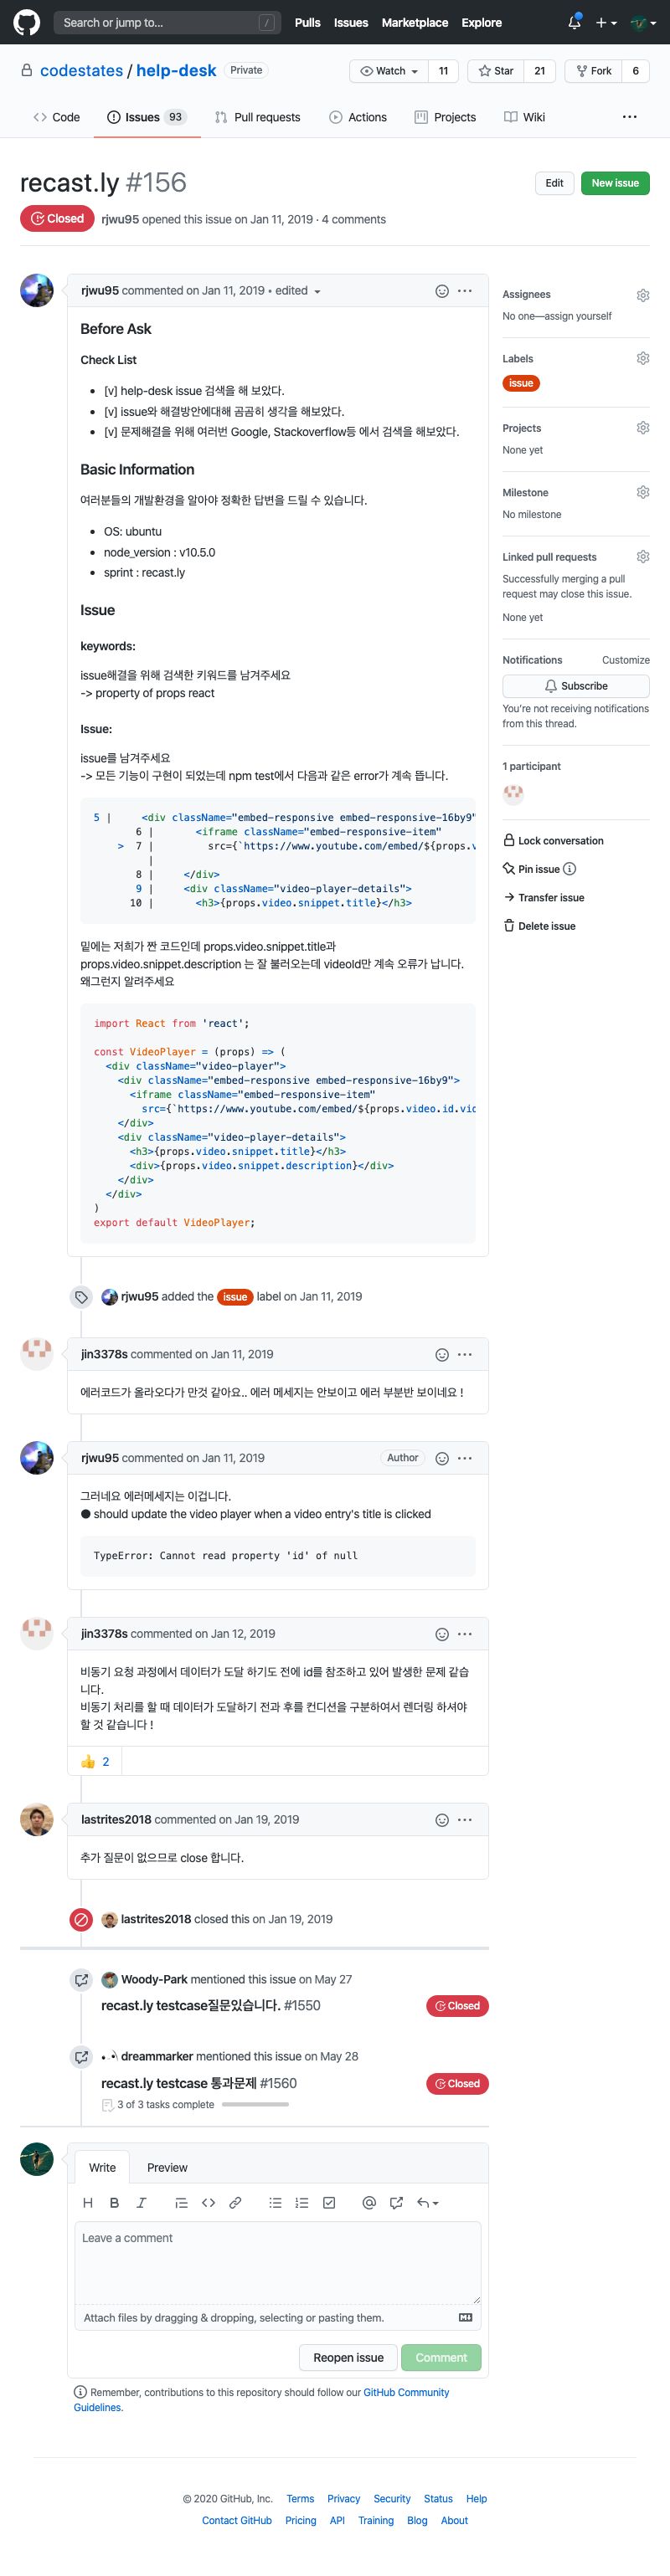 Search or jump to... /
Pulls Issues Marketplace Explore
codestates / help-desk Private
Watch 11 Star 21 Fork 6
Code Issues 93 Pull requests Actions Projects Wiki ...
recast.ly #156
Edit New issue
Closed rjwu95 opened this issue on Jan 11, 2019 · 4 comments
rjwu95 commented on Jan 11, 2019 • edited
Before Ask
Check List
• [v] help-desk issue 검색을 해 보았다.
• [v] issue와 해결방안에대해 곰곰히 생각을 해보았다.
• [v] 문제해결을 위해 여러번 Google, Stackoverflow등 에서 검색을 해보았다.
Basic Information
여러분들의 개발환경을 알아야 정확한 답변을 드릴 수 있습니다.
• OS: ubuntu
• node_version : v10.5.0
• sprint : recast.ly
Issue
keywords:
issue해결을 위해 검색한 키워드를 남겨주세요
-> property of props react
Issue:
issue를 남겨주세요
-> 모든 기능이 구현이 되었는데 npm test에서 다음과 같은 error가 계속 뜹니다.
5 |     <div className="embed-responsive embed-responsive-16by9"
6 |       <iframe className="embed-responsive-item"
> 7 |         src={`https://www.youtube.com/embed/${props.v
|
8 |     </div>
9 |     <div className="video-player-details">
10 |       <h3>{props.video.snippet.title}</h3>
밑에는 저희가 짠 코드인데 props.video.snippet.title과
props.video.snippet.description 는 잘 불러오는데 videoId만 계속 오류가 납니다.
왜그런지 알려주세요
import React from 'react';
const VideoPlayer = (props) => (
<div className="video-player">
<div className="embed-responsive embed-responsive-16by9">
<iframe className="embed-responsive-item"
src={`https://www.youtube.com/embed/${props.video.id.vid
</div>
<div className="video-player-details">
<h3>{props.video.snippet.title}</h3>
<div>{props.video.snippet.description}</div>
</div>
</div>
)
export default VideoPlayer;
rjwu95 added the issue label on Jan 11, 2019
jin3378s commented on Jan 11, 2019
에러코드가 올라오다가 만것 같아요.. 에러 메세지는 안보이고 에러 부분반 보이네요 !
rjwu95 commented on Jan 11, 2019 Author
그러네요 에러메세지는 이겁니다.
● should update the video player when a video entry's title is clicked
TypeError: Cannot read property 'id' of null
jin3378s commented on Jan 12, 2019
비동기 요청 과정에서 데이터가 도달 하기도 전에 id를 참조하고 있어 발생한 문제 같습
니다.
비동기 처리를 할 때 데이터가 도달하기 전과 후를 컨디션을 구분하여서 렌더링 하셔야
할 것 같습니다 !
👍 2
lastrites2018 commented on Jan 19, 2019
추가 질문이 없으므로 close 합니다.
lastrites2018 closed this on Jan 19, 2019
Woody-Park mentioned this issue on May 27
recast.ly testcase질문있습니다. #1550 Closed
dreammarker mentioned this issue on May 28
recast.ly testcase 통과문제 #1560 Closed
3 of 3 tasks complete
Write Preview
H B I
Leave a comment
Attach files by dragging & dropping, selecting or pasting them.
Reopen issue Comment
Remember, contributions to this repository should follow our GitHub Community
Guidelines.
Assignees
No one—assign yourself
Labels
issue
Projects
None yet
Milestone
No milestone
Linked pull requests
Successfully merging a pull
request may close this issue.
None yet
Notifications Customize
Subscribe
You're not receiving notifications
from this thread.
1 participant
Lock conversation
Pin issue
Transfer issue
Delete issue
© 2020 GitHub, Inc. Terms Privacy Security Status Help
Contact GitHub Pricing API Training Blog About